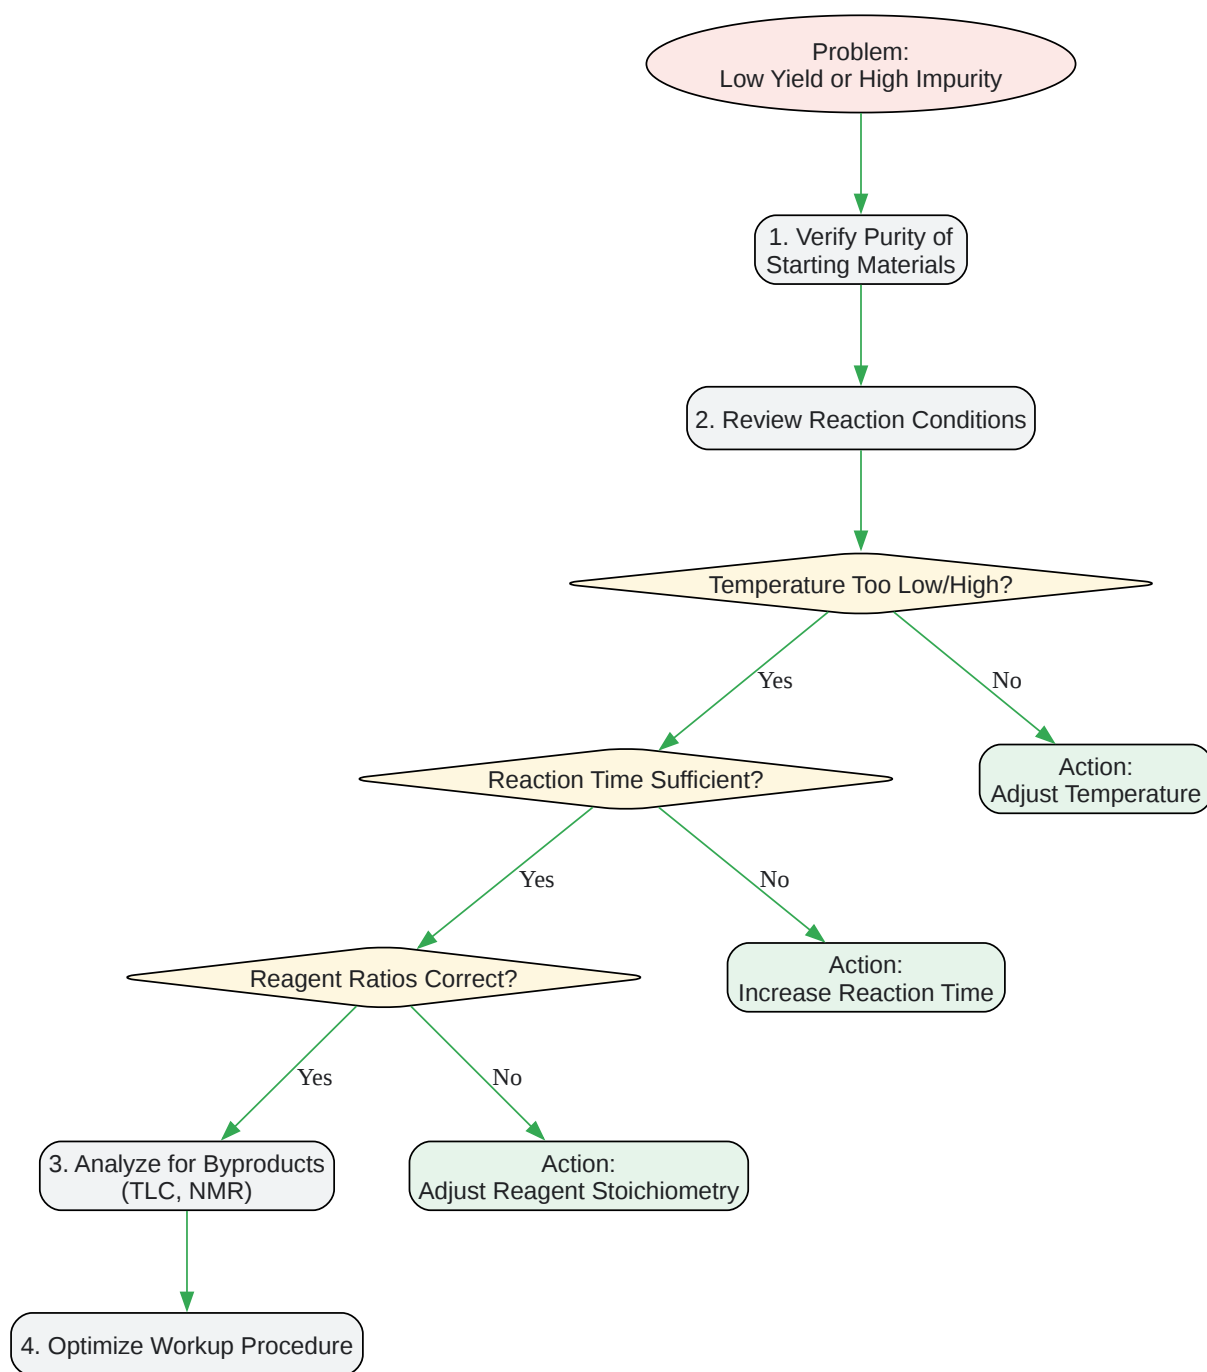 Problem:
Low Yield or High Impurity
1. Verify Purity of
Starting Materials
2. Review Reaction Conditions
Temperature Too Low/High?
Yes
No
Reaction Time Sufficient?
Action:
Adjust Temperature
Yes
No
Reagent Ratios Correct?
Action:
Increase Reaction Time
Yes
No
3. Analyze for Byproducts
(TLC, NMR)
Action:
Adjust Reagent Stoichiometry
4. Optimize Workup Procedure